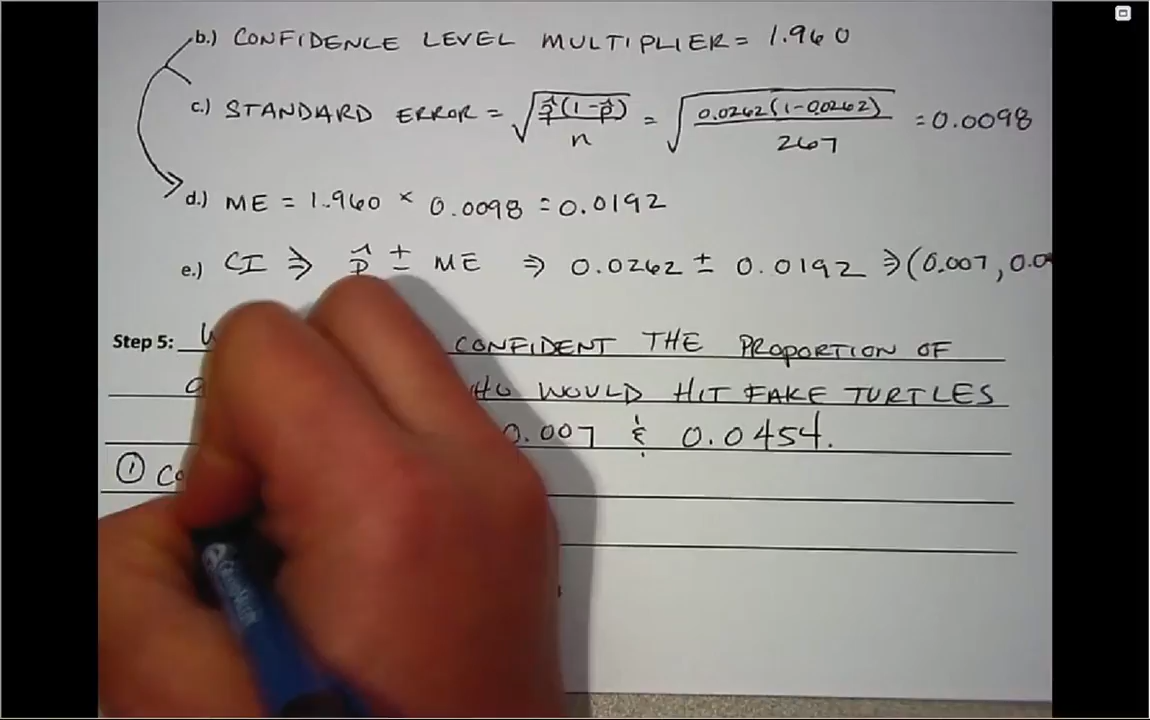 b.) CONFIDENCE LEVEL MULTIPLIER = 1.960
c.) STANDARD ERROR = √(p̂(1-p̂)/n) = √(0.0262(1-0.0262)/267) = 0.0098
d.) ME = 1.960 × 0.0098 = 0.0192
e.) CI ⇒ p̂ ± ME ⇒ 0.0262 ± 0.0192 ⇒ (0.007, 0.0
Step 5: CONFIDENT THE PROPORTION OF
WOULD HIT FAKE TURTLES
0.007 & 0.0454.
①